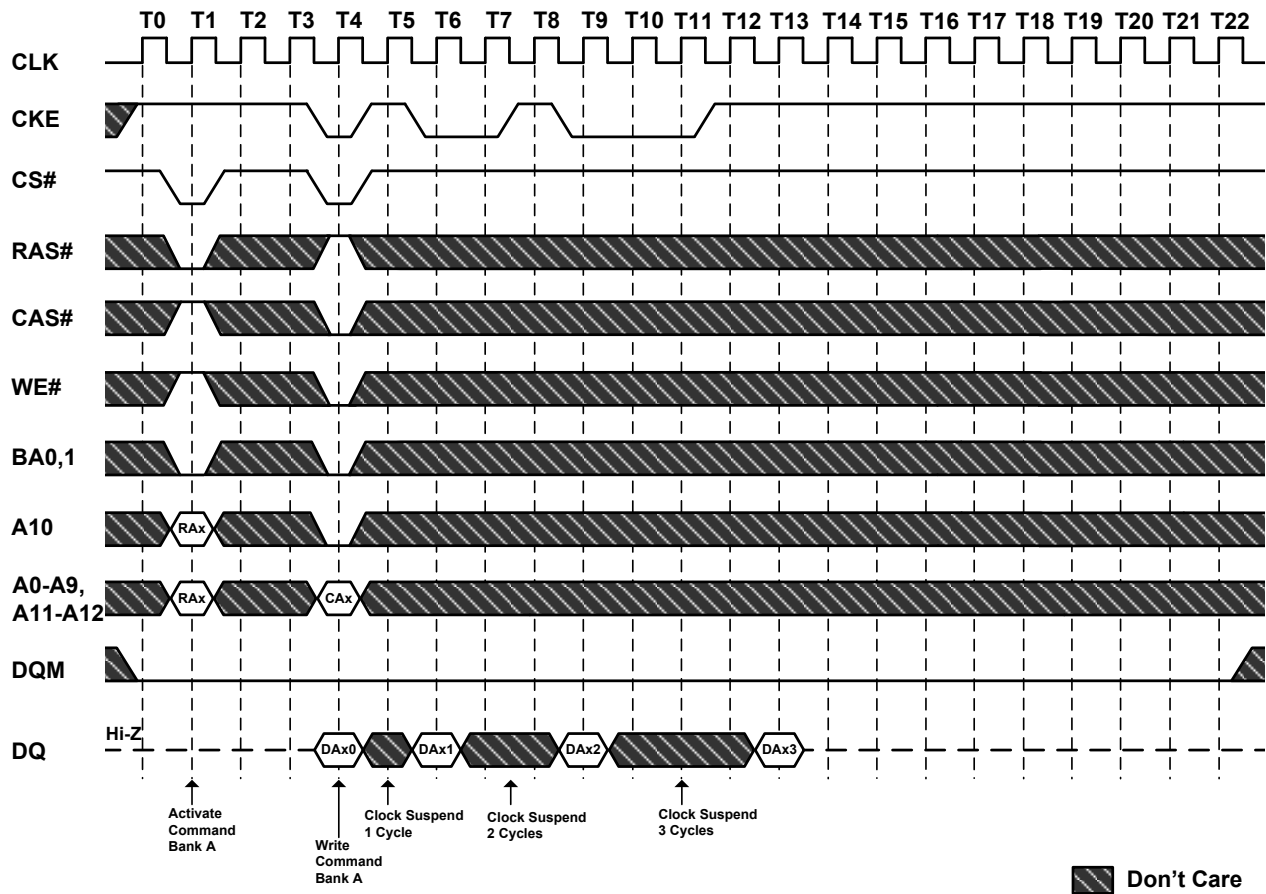 T0 T1 T2 T3 T4 T5 T6 T7 T8 T9 T10 T11 T12 T13 T14 T15 T16 T17 T18 T19 T20 T21 T22
CLK
CKE
CS#
RAS#
CAS#
WE#
BA0,1
A10
RAx
A0-A9,
A11-A12
RAx CAx
DQM
DQ
Hi-Z
DAx0 DAx1 DAx2 DAx3
Activate
Command
Bank A
Write
Command
Bank A
Clock Suspend
1 Cycle
Clock Suspend
2 Cycles
Clock Suspend
3 Cycles
Don't Care